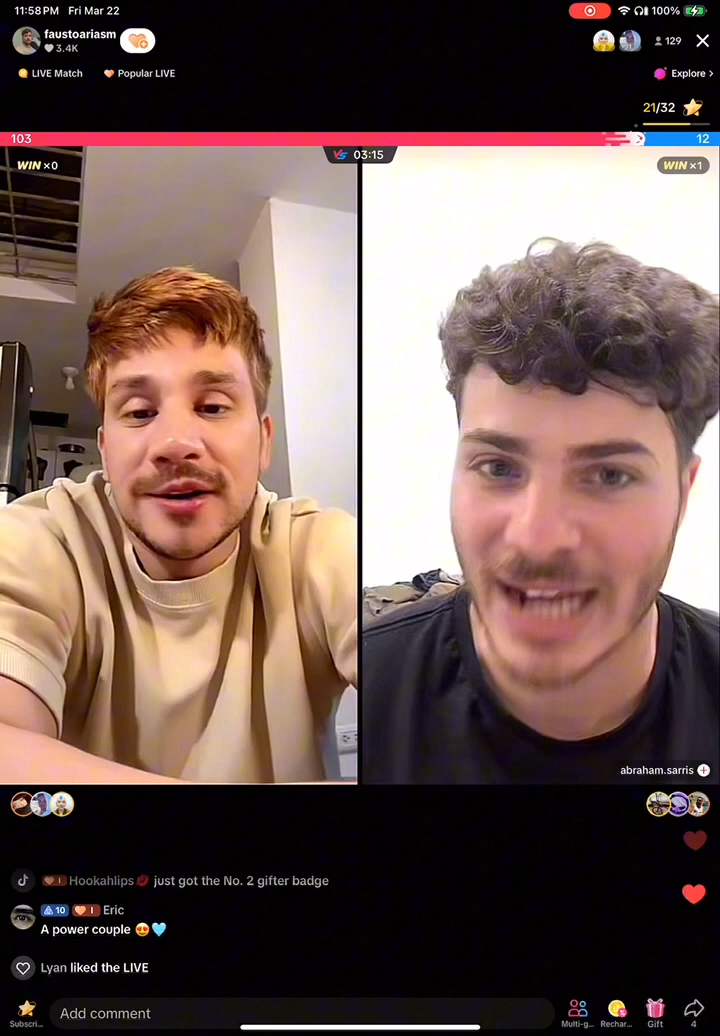 11:58 PM Fri Mar 22
100%
faustoariasm
3.4K
129
LIVE Match
Popular LIVE
Explore >
21/32
103
12
WIN ×0
VS 03:15
WIN ×1
abraham.sarris
I Hookahlips just got the No. 2 gifter badge
10 I Eric
A power couple 😍🩵
Lyan liked the LIVE
Add comment
Subscri...
Multi-g...
Rechar...
Gift
4